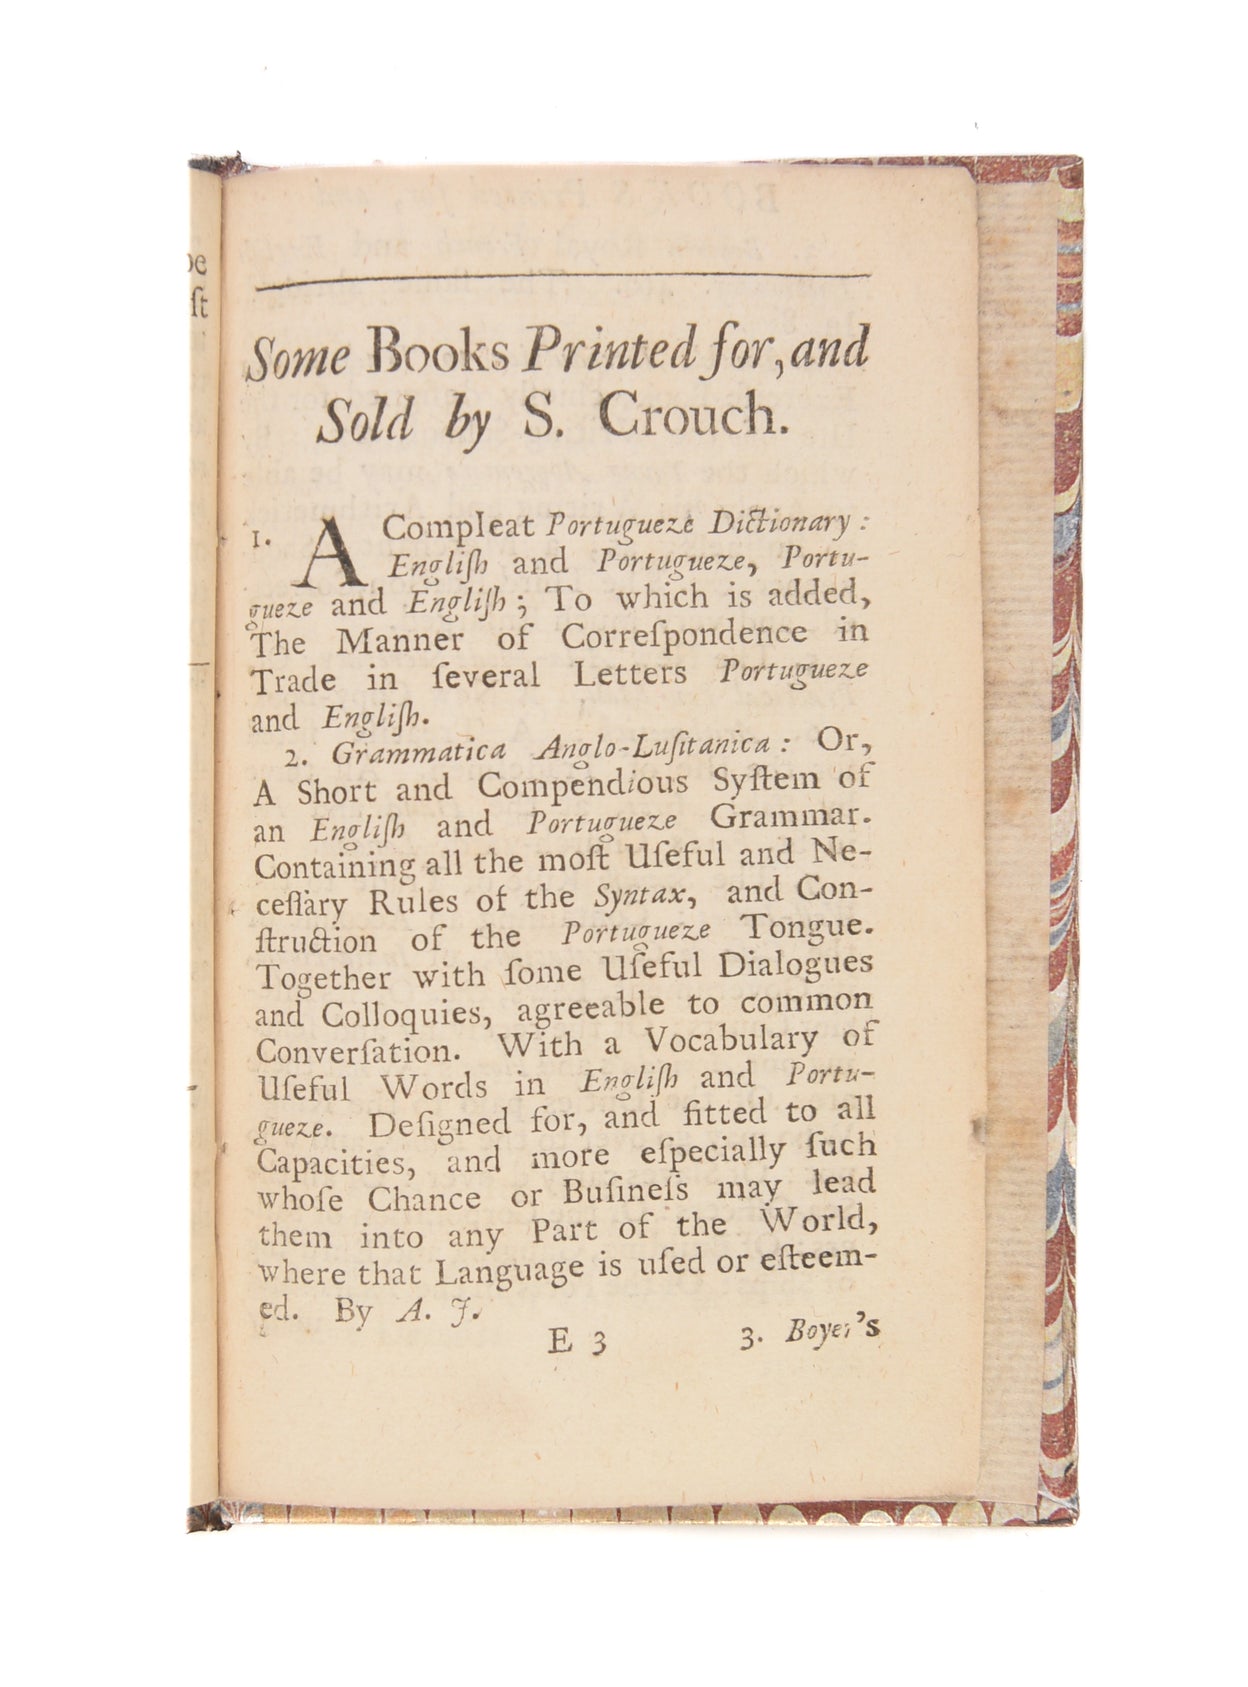 be
ſt
Some Books Printed for, and
Sold by S. Crouch.
1. A Compleat Portugueze Dictionary :
Engliſh and Portugueze, Portu-
gueze and Engliſh ; To which is added,
The Manner of Correſpondence in
Trade in ſeveral Letters Portugueze
and Engliſh.
2. Grammatica Anglo-Luſitanica : Or,
A Short and Compendious Syſtem of
an Engliſh and Portugueze Grammar.
Containing all the moſt Uſeful and Ne-
ceſſary Rules of the Syntax, and Con-
ſtruction of the Portugueze Tongue.
Together with ſome Uſeful Dialogues
and Colloquies, agreeable to common
Converſation. With a Vocabulary of
Uſeful Words in Engliſh and Portu-
gueze. Deſigned for, and fitted to all
Capacities, and more eſpecially ſuch
whoſe Chance or Buſineſs may lead
them into any Part of the World,
where that Language is uſed or eſteem-
ed. By A. J.
E 3 3. Boyer's